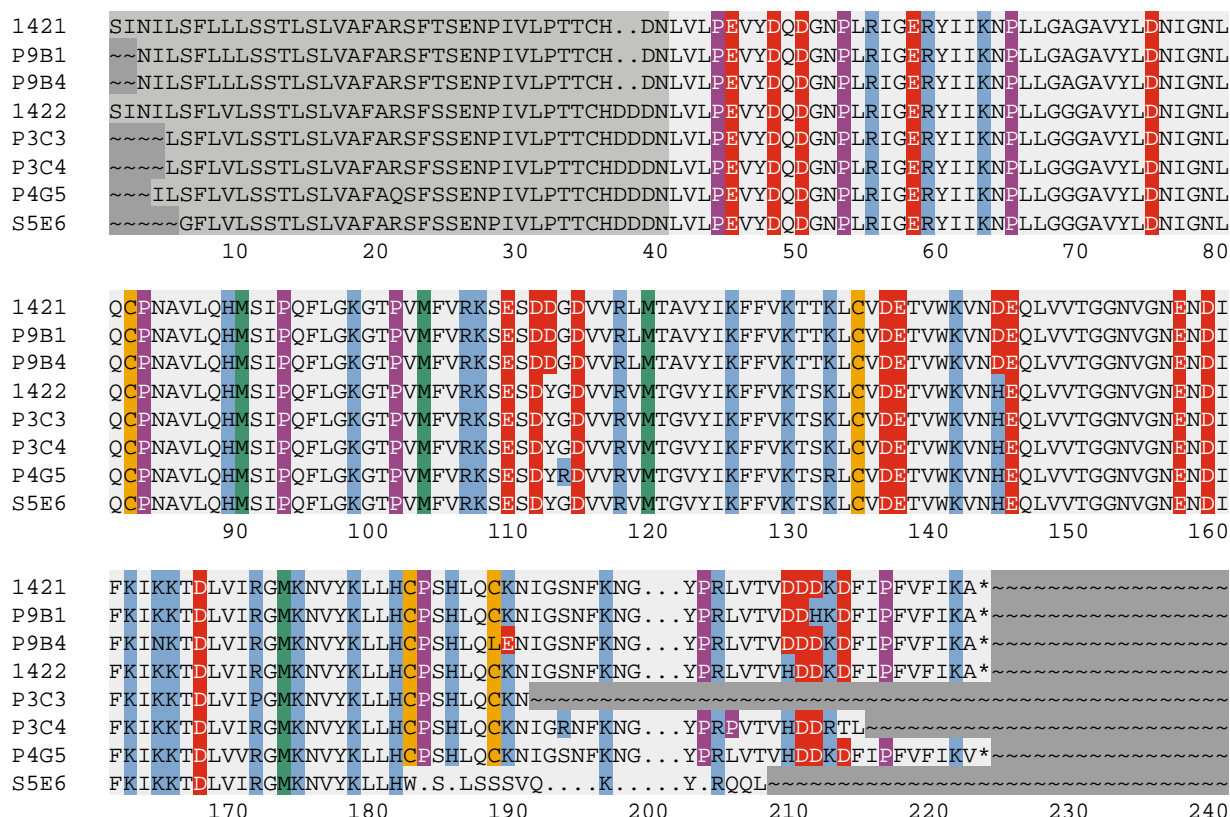 1421 SINILSFLLLSSTLSLVAFARSFTSENPIVLPTTCH..DNLVLPEVYDQDGNPLRIGERYIIKNPLLGAGAVYLDNIGNL
P9B1 ~~NILSFLLLSSTLSLVAFARSFTSENPIVLPTTCH..DNLVLPEVYDQDGNPLRIGERYIIKNPLLGAGAVYLDNIGNL
P9B4 ~~NILSFLLLSSTLSLVAFARSFTSENPIVLPTTCH..DNLVLPEVYDQDGNPLRIGERYIIKNPLLGAGAVYLDNIGNL
1422 SINILSFLVLSSTLSLVAFARSFSSENPIVLPTTCHDDDNLVLPEVYDQDGNPLRIGERYIIKNPLLGGGAVYLDNIGNL
P3C3 ~~~~LSFLVLSSTLSLVAFARSFSSENPIVLPTTCHDDDNLVLPEVYDQDGNPLRIGERYIIKNPLLGGGAVYLDNIGNL
P3C4 ~~~~LSFLVLSSTLSLVAFARSFSSENPIVLPTTCHDDDNLVLPEVYDQDGNPLRIGERYIIKNPLLGGGAVYLDNIGNL
P4G5 ~~~ILSFLVLSSTLSLVAFAQSFSSENPIVLPTTCHDDDNLVLPEVYDQDGNPLRIGERYIIKNPLLGGGAVYLDNIGNL
S5E6 ~~~~~GFLVLSSTLSLVAFARSFSSENPIVLPTTCHDDDNLVLPEVYDQDGNPLRIGERYIIKNPLLGGGAVYLDNIGNL
10 20 30 40 50 60 70 80
1421 QCPNAVLQHMSIPQFLGKGTPVMFVRKSESDDGDVVRLMTAVYIKFFVKTTKLCVDETVWKVNDEQLVVTGGNVGNENDI
P9B1 QCPNAVLQHMSIPQFLGKGTPVMFVRKSESDDGDVVRLMTAVYIKFFVKTTKLCVDETVWKVNDEQLVVTGGNVGNENDI
P9B4 QCPNAVLQHMSIPQFLGKGTPVMFVRKSESDDGDVVRLMTAVYIKFFVKTTKLCVDETVWKVNDEQLVVTGGNVGNENDI
1422 QCPNAVLQHMSIPQFLGKGTPVMFVRKSESDYGDVVRVMTGVYIKFFVKTSKLCVDETVWKVNHEQLVVTGGNVGNENDI
P3C3 QCPNAVLQHMSIPQFLGKGTPVMFVRKSESDYGDVVRVMTGVYIKFFVKTSKLCVDETVWKVNHEQLVVTGGNVGNENDI
P3C4 QCPNAVLQHMSIPQFLGKGTPVMFVRKSESDYGDVVRVMTGVYIKFFVKTSKLCVDETVWKVNHEQLVVTGGNVGNENDI
P4G5 QCPNAVLQHMSIPQFLGKGTPVMFVRKSESDYRDVVRVMTGVYIKFFVKTSRLCVDETVWKVNHEQLVVTGGNVGNENDI
S5E6 QCPNAVLQHMSIPQFLGKGTPVMFVRKSESDYGDVVRVMTGVYIKFFVKTSKLCVDETVWKVNHEQLVVTGGNVGNENDI
90 100 110 120 130 140 150 160
1421 FKIKKTDLVIRGMKNVYKLLHCPSHLQCKNIGSNFKNG...YPRLVTVDDDKDFIPFVFIKA*~~~~~~~~~~~~~~~~~
P9B1 FKIKKTDLVIRGMKNVYKLLHCPSHLQCKNIGSNFKNG...YPRLVTVDDHKDFIPFVFIKA*~~~~~~~~~~~~~~~~~
P9B4 FKINKTDLVIRGMKNVYKLLHCPSHLQLENIGSNFKNG...YPRLVTVDDDKDFIPFVFIKA*~~~~~~~~~~~~~~~~~
1422 FKIKKTDLVIRGMKNVYKLLHCPSHLQCKNIGSNFKNG...YPRLVTVHDDKDFIPFVFIKA*~~~~~~~~~~~~~~~~~
P3C3 FKIKKTDLVIPGMKNVYKLLHCPSHLQCKN~~~~~~~~~~~~~~~~~~~~~~~~~~~~~~~~~~~~~~~~~~~~~~~~~~
P3C4 FKIKKTDLVIRGMKNVYKLLHCPSHLQCKNIGRNFKNG...YPRPVTVHDDRTL~~~~~~~~~~~~~~~~~~~~~~~~~~
P4G5 FKIKKTDLVVRGMKNVYKLLHCPSHLQCKNIGSNFKNG...YPRLVTVHDDKDFIPFVFIKV*~~~~~~~~~~~~~~~~~
S5E6 FKIKKTDLVIRGMKNVYKLLHW.S.LSSSVQ....K.....Y.RQQL~~~~~~~~~~~~~~~~~~~~~~~~~~~~~~~~~
170 180 190 200 210 220 230 240